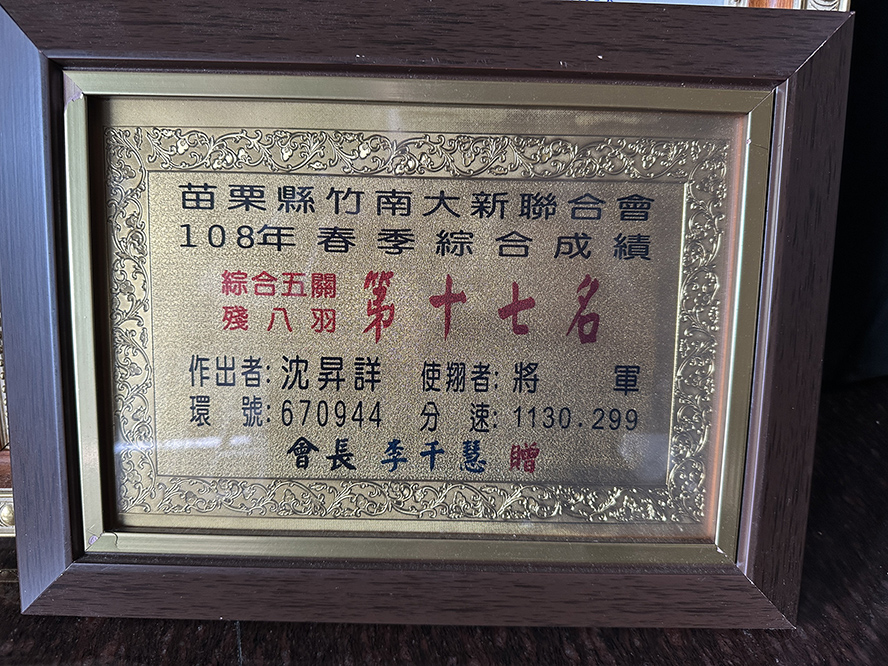 苗栗縣竹南大新聯合會
108年春季綜合成績
綜合五關
殘八羽 第十七名
作出者:沈昇詳 使翔者:將軍
環號:670944 分速:1130.299
會長 李千慧 贈